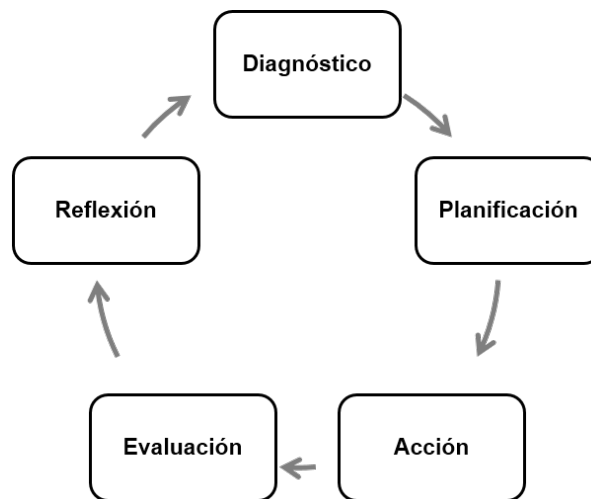 Diagnóstico
Planificación
Acción
Evaluación
Reflexión